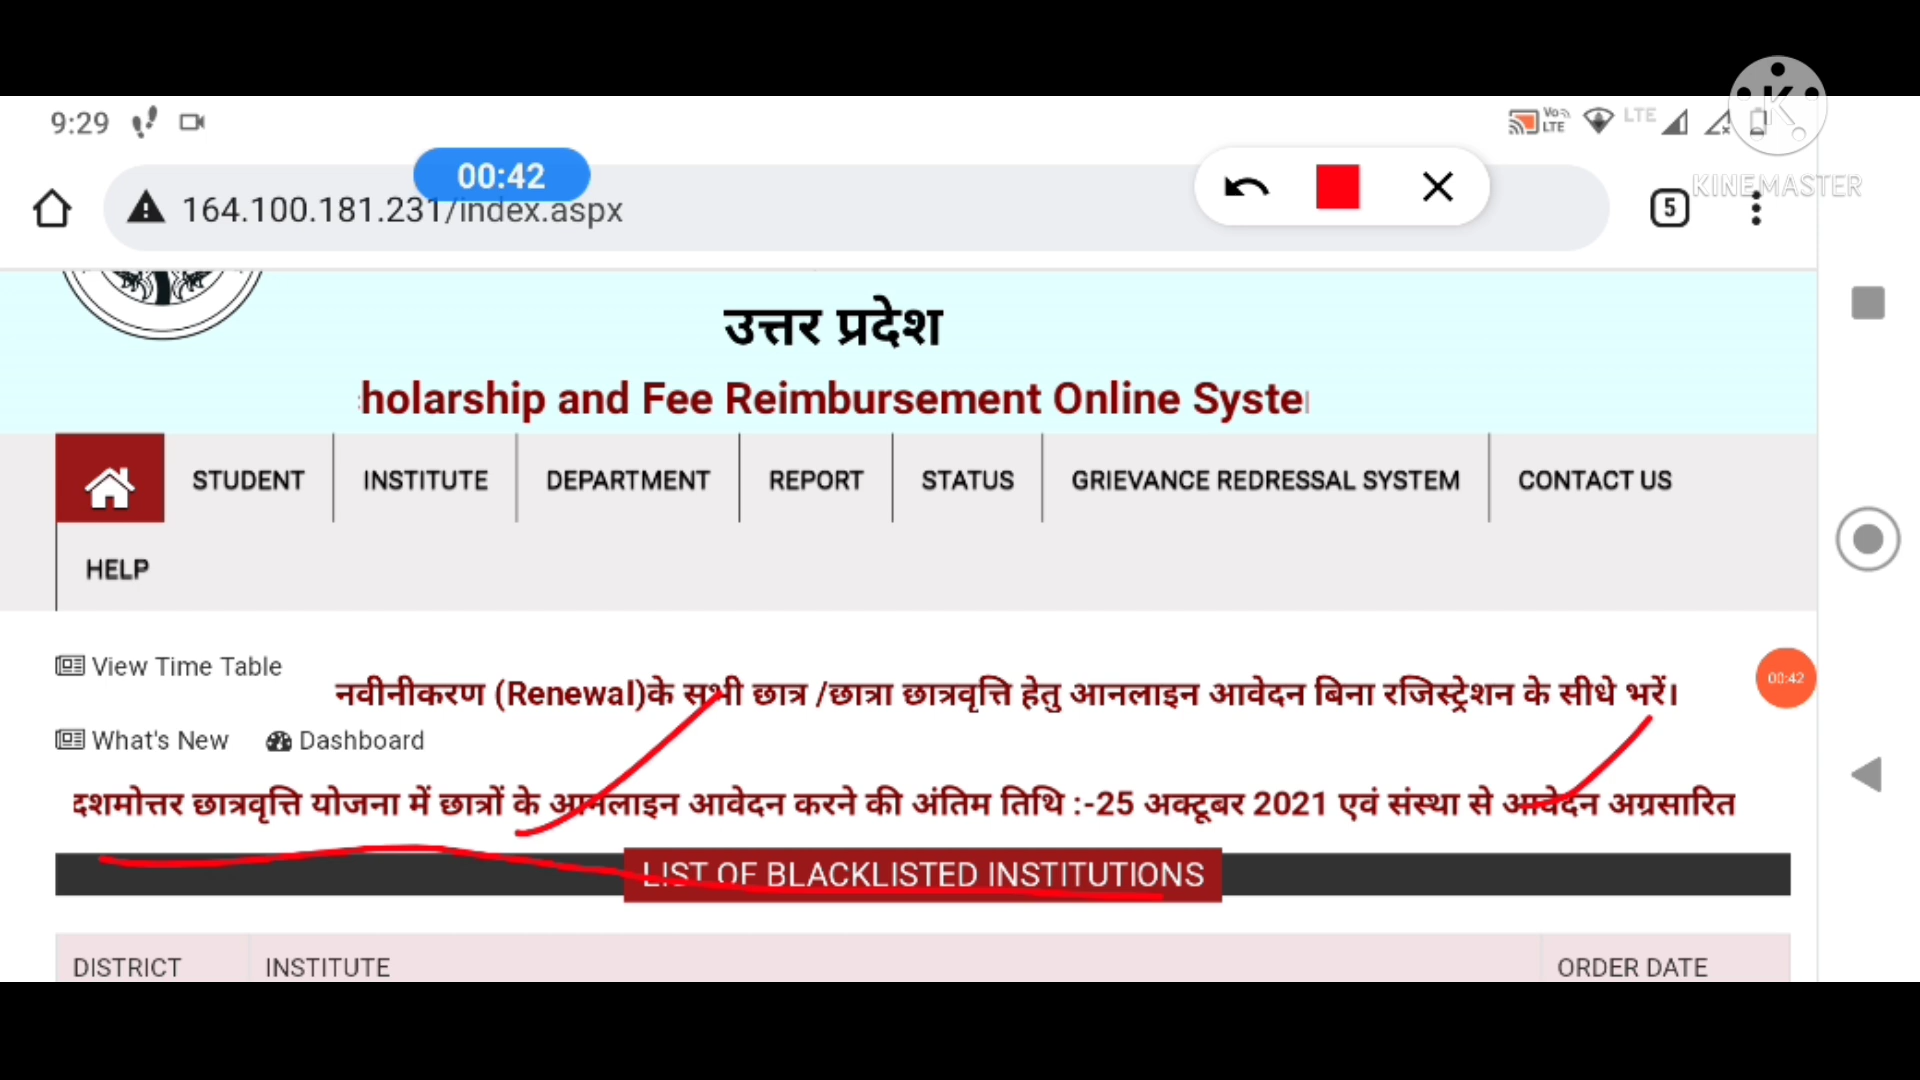 KINEMASTER
9:29
Vo LTE
LTE
00:42
164.100.181.231/index.aspx
5
उत्तर प्रदेश
holarship and Fee Reimbursement Online Syste
STUDENT INSTITUTE DEPARTMENT REPORT STATUS GRIEVANCE REDRESSAL SYSTEM CONTACT US
HELP
View Time Table
नवीनीकरण (Renewal)के सभी छात्र /छात्रा छात्रवृत्ति हेतु आनलाइन आवेदन बिना रजिस्ट्रेशन के सीधे भरें।
00:42
What's New Dashboard
दशमोत्तर छात्रवृत्ति योजना में छात्रों के आनलाइन आवेदन करने की अंतिम तिथि :-25 अक्टूबर 2021 एवं संस्था से आवेदन अग्रसारित
LIST OF BLACKLISTED INSTITUTIONS
DISTRICT INSTITUTE ORDER DATE